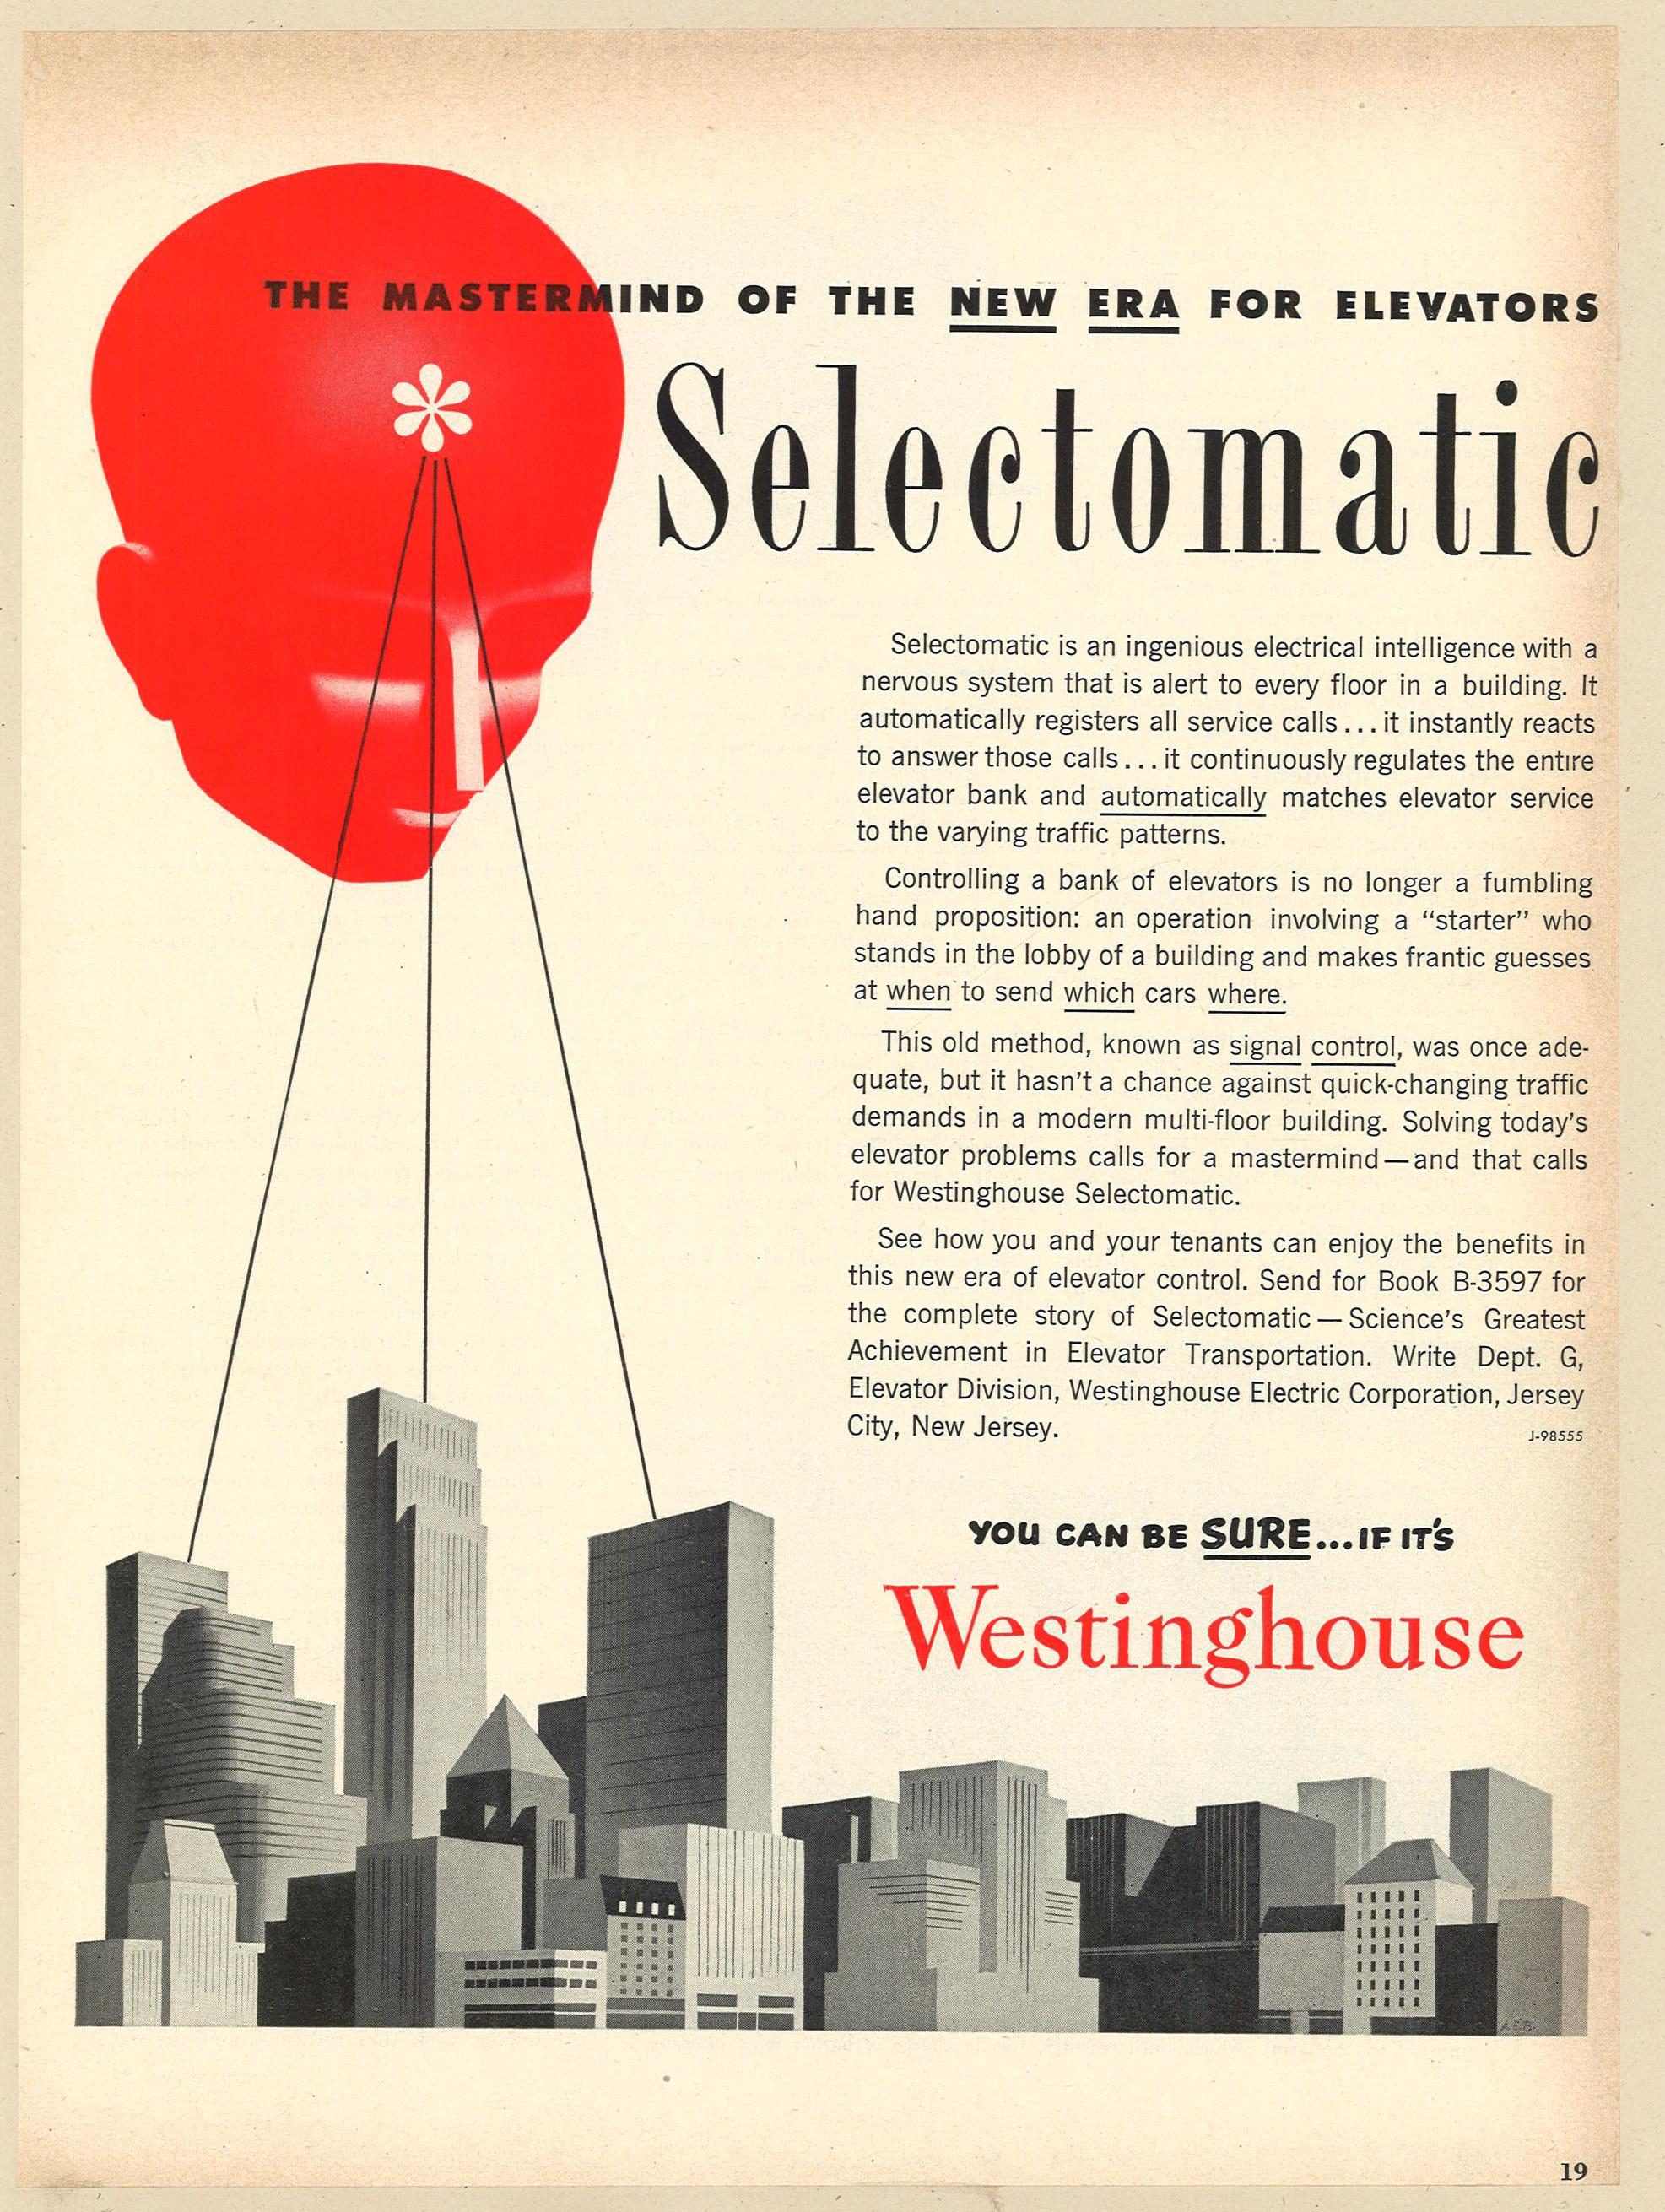 THE MASTERMIND OF THE NEW ERA FOR ELEVATORS
Selectomatic
Selectomatic is an ingenious electrical intelligence with a
nervous system that is alert to every floor in a building. It
automatically registers all service calls...it instantly reacts
to answer those calls...it continuously regulates the entire
elevator bank and automatically matches elevator service
to the varying traffic patterns.
Controlling a bank of elevators is no longer a fumbling
hand proposition: an operation involving a “starter” who
stands in the lobby of a building and makes frantic guesses
at when to send which cars where.
This old method, known as signal control, was once ade-
quate, but it hasn't a chance against quick-changing traffic
demands in a modern multi-floor building. Solving today's
elevator problems calls for a mastermind—and that calls
for Westinghouse Selectomatic.
See how you and your tenants can enjoy the benefits in
this new era of elevator control. Send for Book B-3597 for
the complete story of Selectomatic—Science's Greatest
Achievement in Elevator Transportation. Write Dept. G,
Elevator Division, Westinghouse Electric Corporation, Jersey
City, New Jersey.
J-98555
YOU CAN BE SURE...IF IT'S
Westinghouse
19